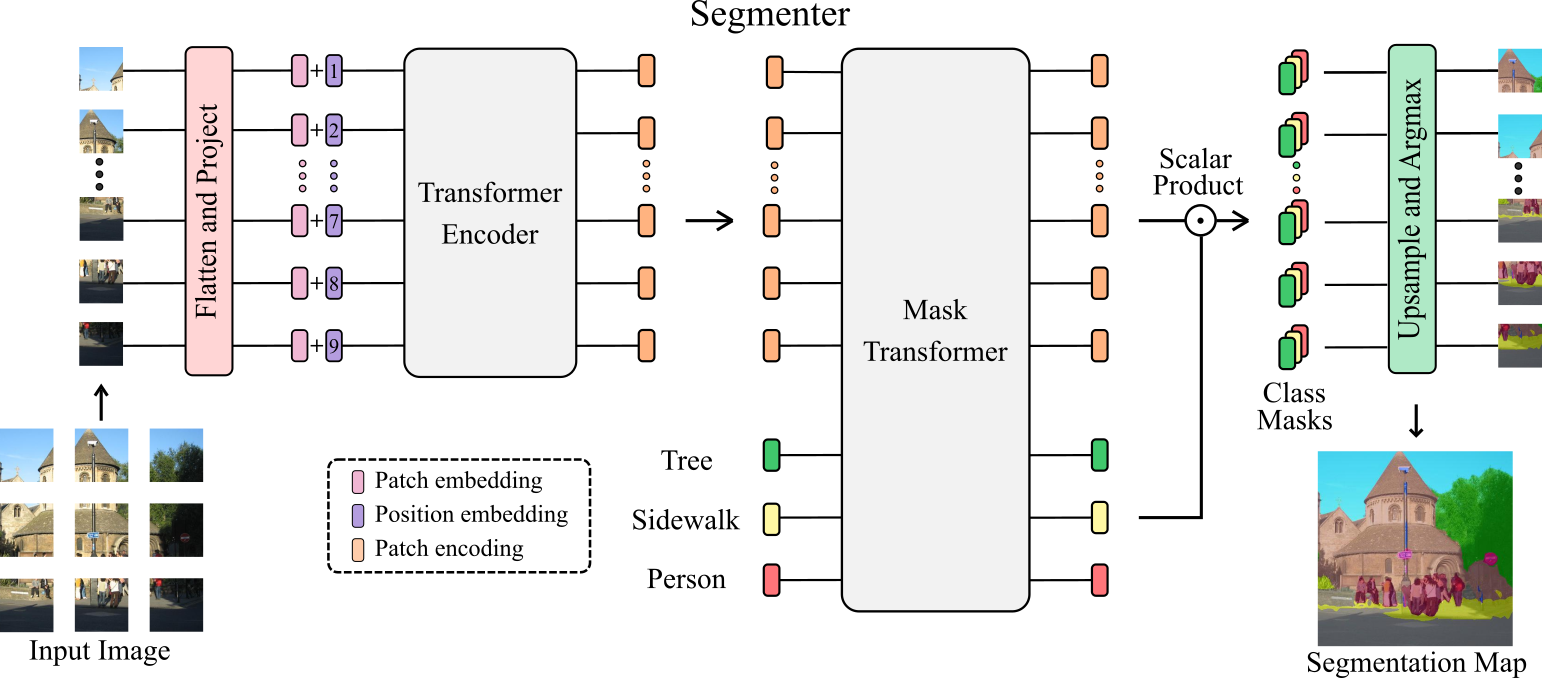 Segmenter
Flatten and Project
+ 1
+ 2
+ 7
+ 8
+ 9
Transformer
Encoder
Mask
Transformer
Scalar
Product
Class
Masks
Upsample and Argmax
Tree
Sidewalk
Person
Patch embedding
Position embedding
Patch encoding
Input Image
Segmentation Map